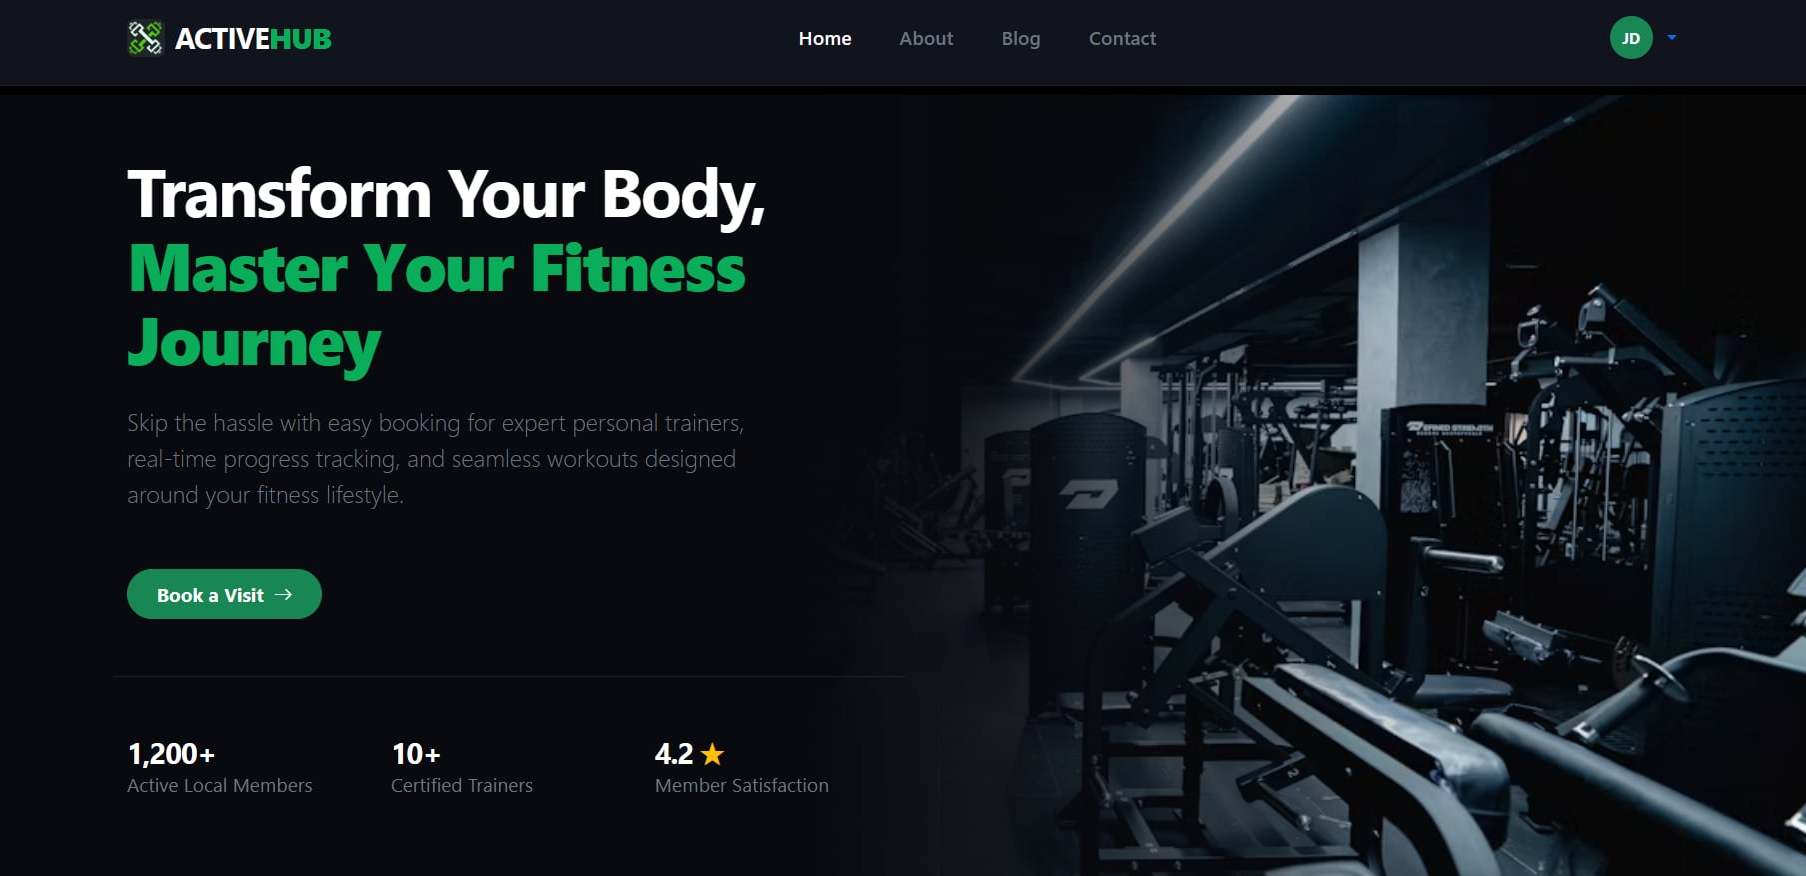 ACTIVEHUB
Home
About
Blog
Contact
JD
Transform Your Body,
Master Your Fitness
Journey
Skip the hassle with easy booking for expert personal trainers,
real-time progress tracking, and seamless workouts designed
around your fitness lifestyle.
Book a Visit →
1,200+
Active Local Members
10+
Certified Trainers
4.2 ★
Member Satisfaction